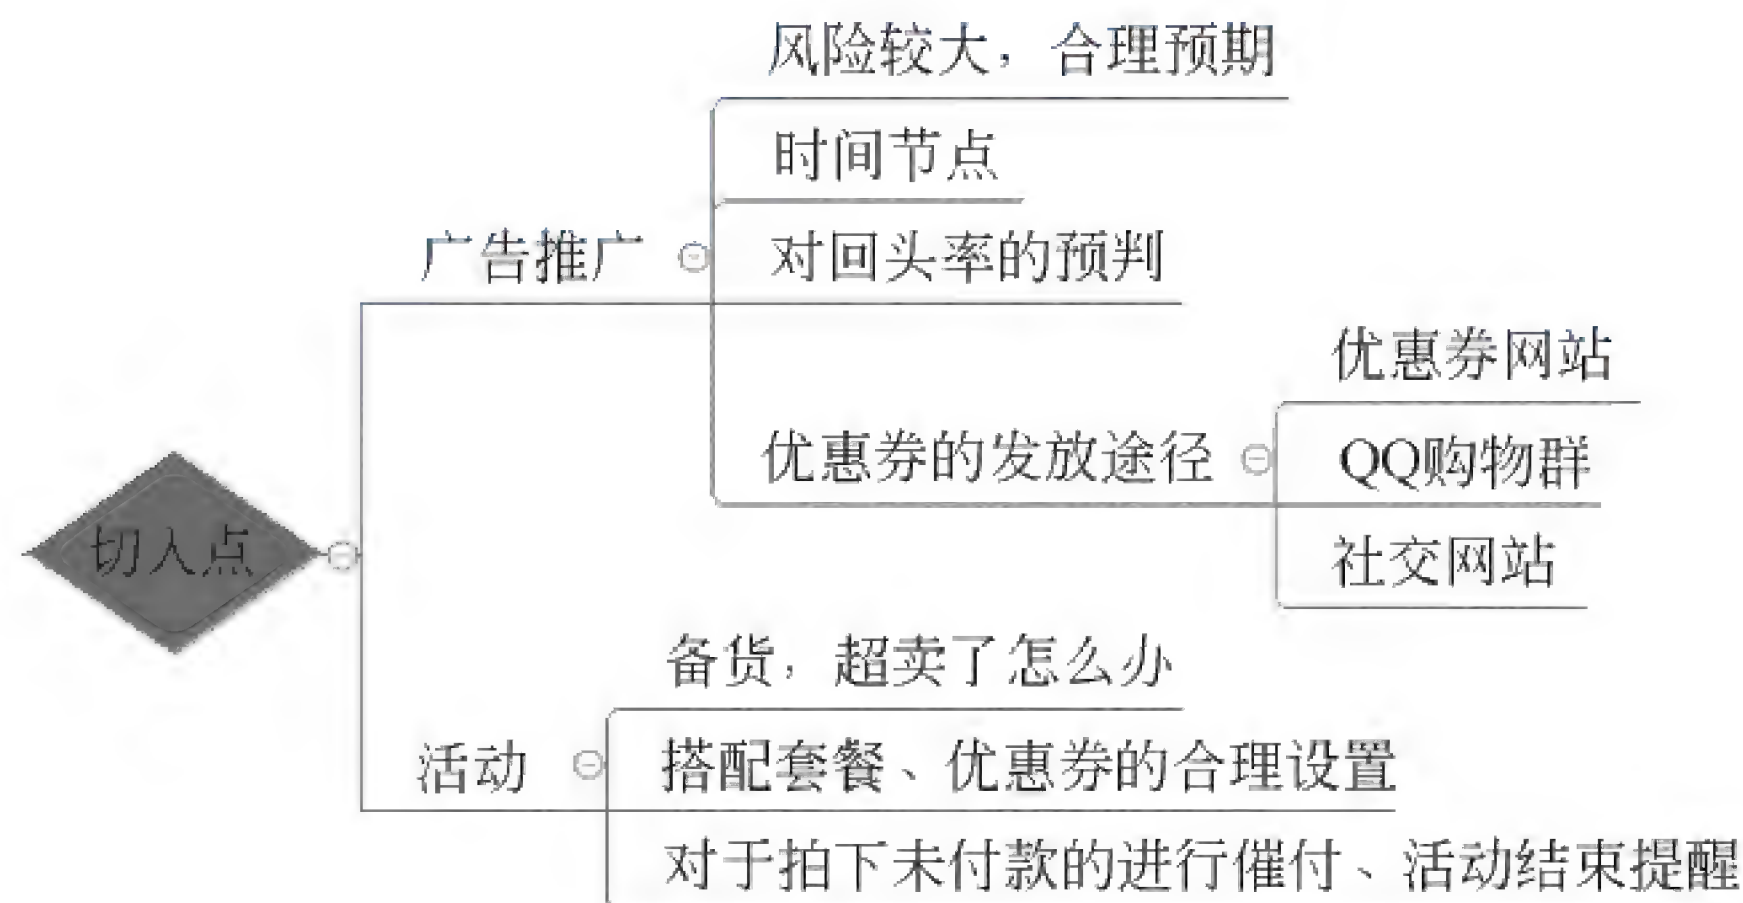 风险较大，合理预期
时间节点
广告推广
对回头率的预判
优惠券网站
优惠券的发放途径
QQ购物群
切入点
社交网站
备货，超卖了怎么办
活动
搭配套餐、优惠券的合理设置
对于拍下未付款的进行催付、活动结束提醒